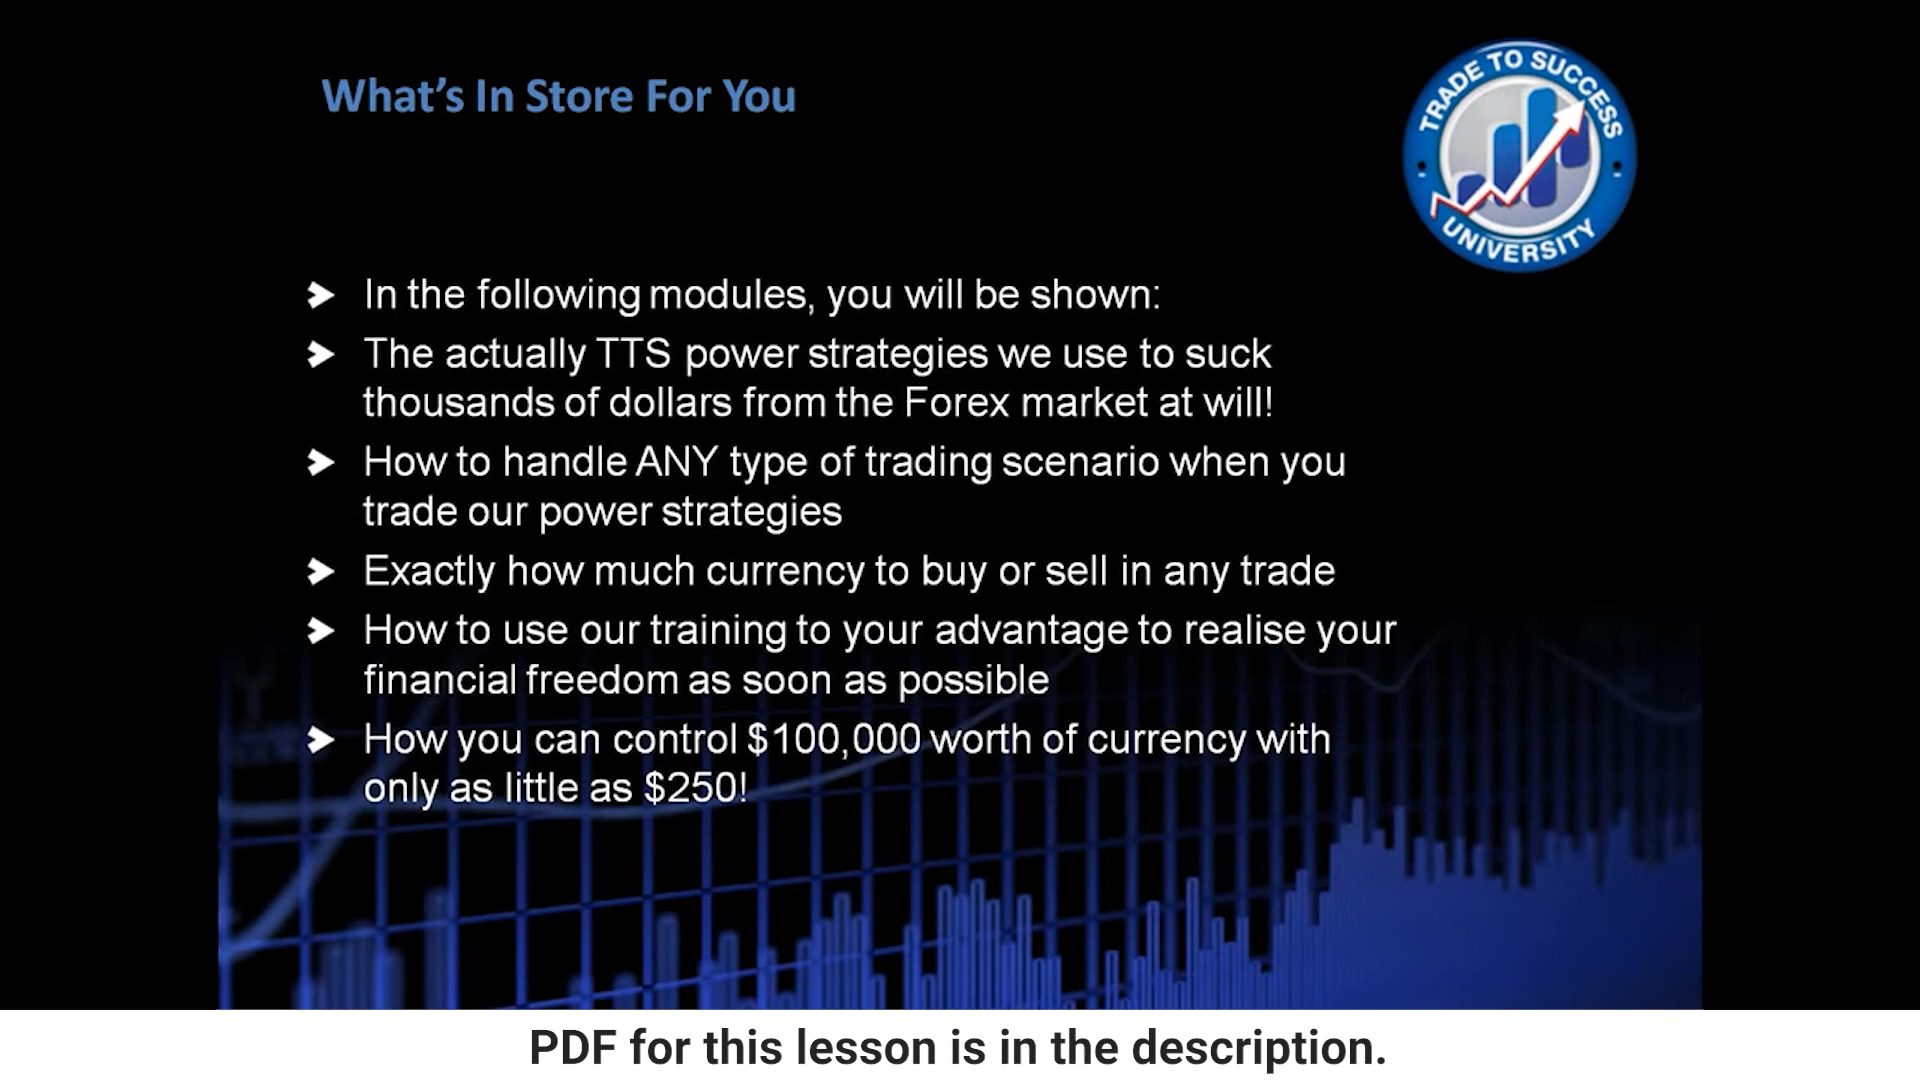 What's In Store For You
TRADE TO SUCCESS
UNIVERSITY
➤ In the following modules, you will be shown:
➤ The actually TTS power strategies we use to suck
thousands of dollars from the Forex market at will!
➤ How to handle ANY type of trading scenario when you
trade our power strategies
➤ Exactly how much currency to buy or sell in any trade
➤ How to use our training to your advantage to realise your
financial freedom as soon as possible
➤ How you can control $100,000 worth of currency with
only as little as $250!
PDF for this lesson is in the description.